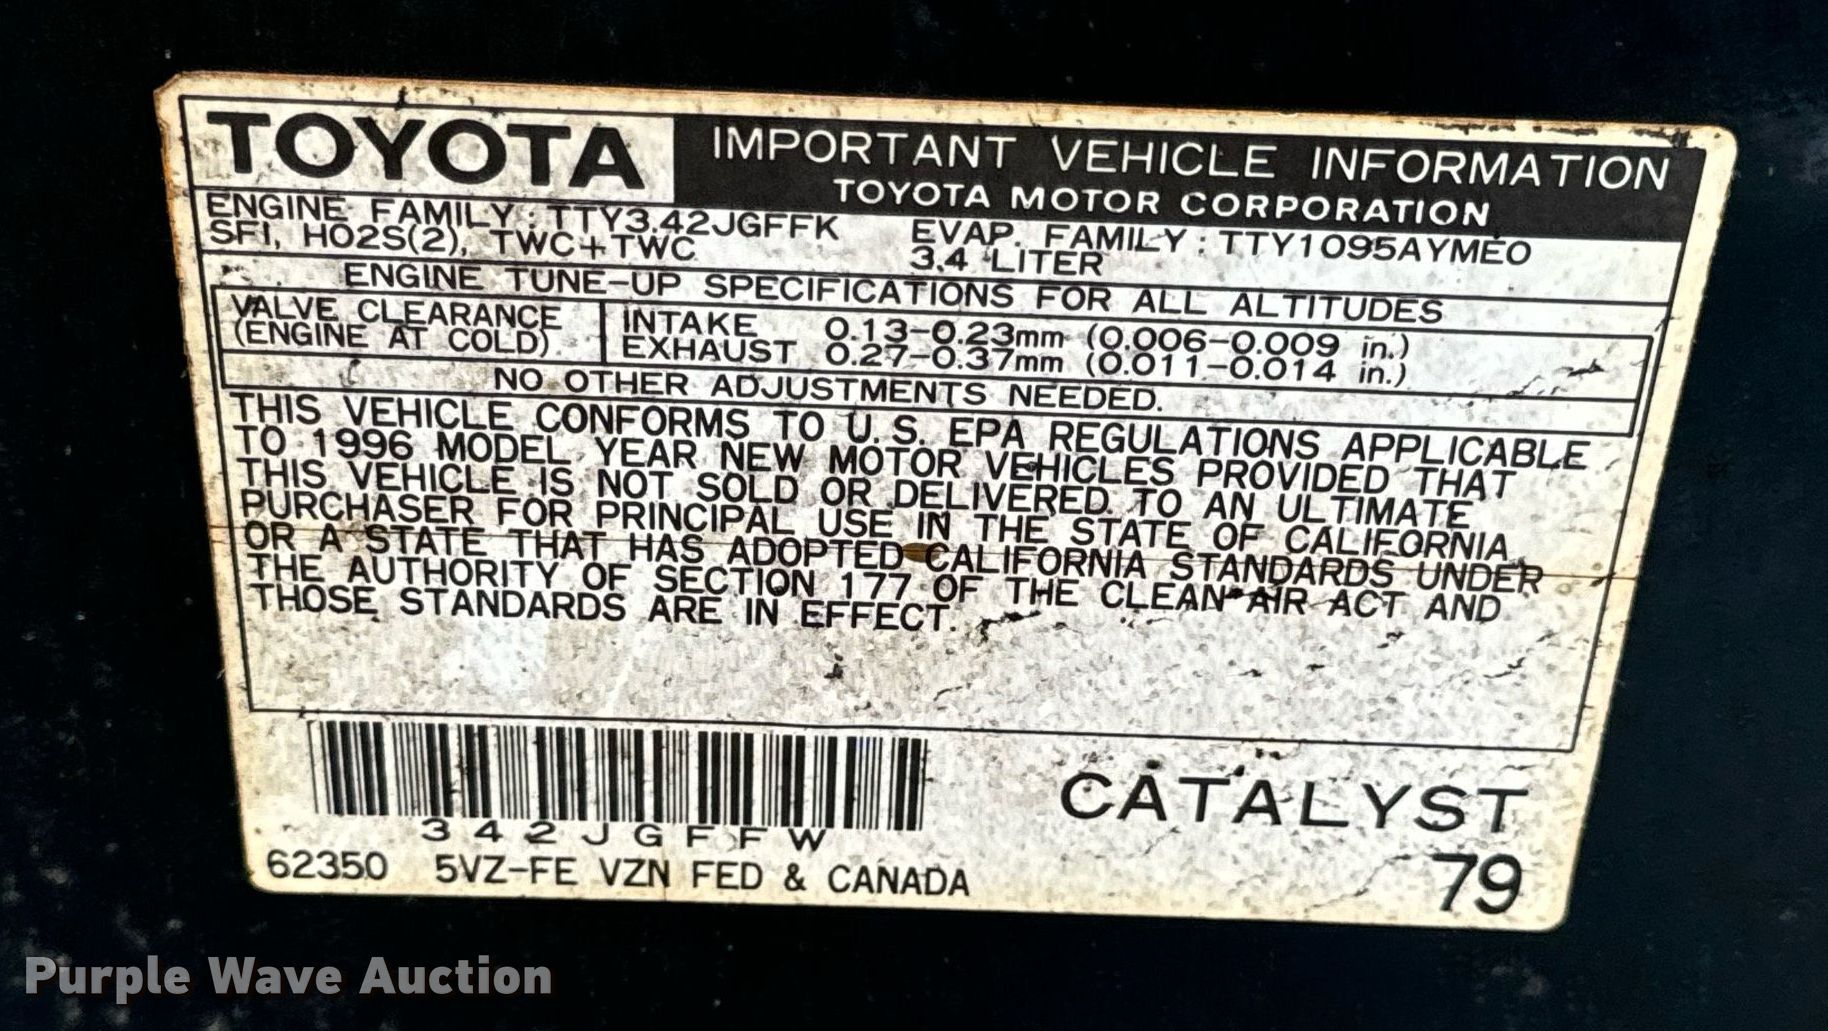 TOYOTA
IMPORTANT VEHICLE INFORMATION
TOYOTA MOTOR CORPORATION
ENGINE FAMILY : TTY3.42JGFFK EVAP. FAMILY : TTY1095AYMEO
SFI, HO2S(2), TWC+TWC 3.4 LITER
ENGINE TUNE-UP SPECIFICATIONS FOR ALL ALTITUDES
VALVE CLEARANCE INTAKE 0.13-0.23mm (0.006-0.009 in.)
(ENGINE AT COLD) EXHAUST 0.27-0.37mm (0.011-0.014 in.)
NO OTHER ADJUSTMENTS NEEDED.
THIS VEHICLE CONFORMS TO U.S. EPA REGULATIONS APPLICABLE
TO 1996 MODEL YEAR NEW MOTOR VEHICLES PROVIDED THAT
THIS VEHICLE IS NOT SOLD OR DELIVERED TO AN ULTIMATE
PURCHASER FOR PRINCIPAL USE IN THE STATE OF CALIFORNIA
OR A STATE THAT HAS ADOPTED CALIFORNIA STANDARDS UNDER
THE AUTHORITY OF SECTION 177 OF THE CLEAN AIR ACT AND
THOSE STANDARDS ARE IN EFFECT.
342JGFFW
CATALYST
62350 5VZ-FE VZN FED & CANADA
79
Purple Wave Auction